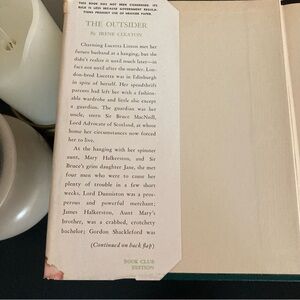 THIS BOOK HAS NOT BEEN CONDENSED. ITS
BULK IS LESS BECAUSE GOVERNMENT REGULA-
TIONS PROHIBIT USE OF HEAVIER PAPER.
THE OUTSIDER
By IRENE CLEATON
Charming Lucretia Linton met her
future husband at a hanging, but she
didn't realize it until much later—in
fact not until after the murder. Lon-
don-bred Lucretia was in Edinburgh
in spite of herself. Her spendthrift
parents had left her with a fashion-
able wardrobe and little else except
a guardian. The guardian was her
uncle, stern Sir Bruce MacNeill,
Lord Advocate of Scotland, at whose
home her circumstances now forced
her to live.
At the hanging with her spinner
aunt, Mary Halkerston, and Sir
Bruce's grim daughter Jane, she met
four men who were to cause her
plenty of trouble in a few short
weeks. Lord Dunniston was a pros-
perous and powerful merchant;
James Halkerston, Aunt Mary's
brother, was a crabbed, crotchety
bachelor; Gordon Shackleford was
(Continued on back flap)
BOOK CLUB
EDITION